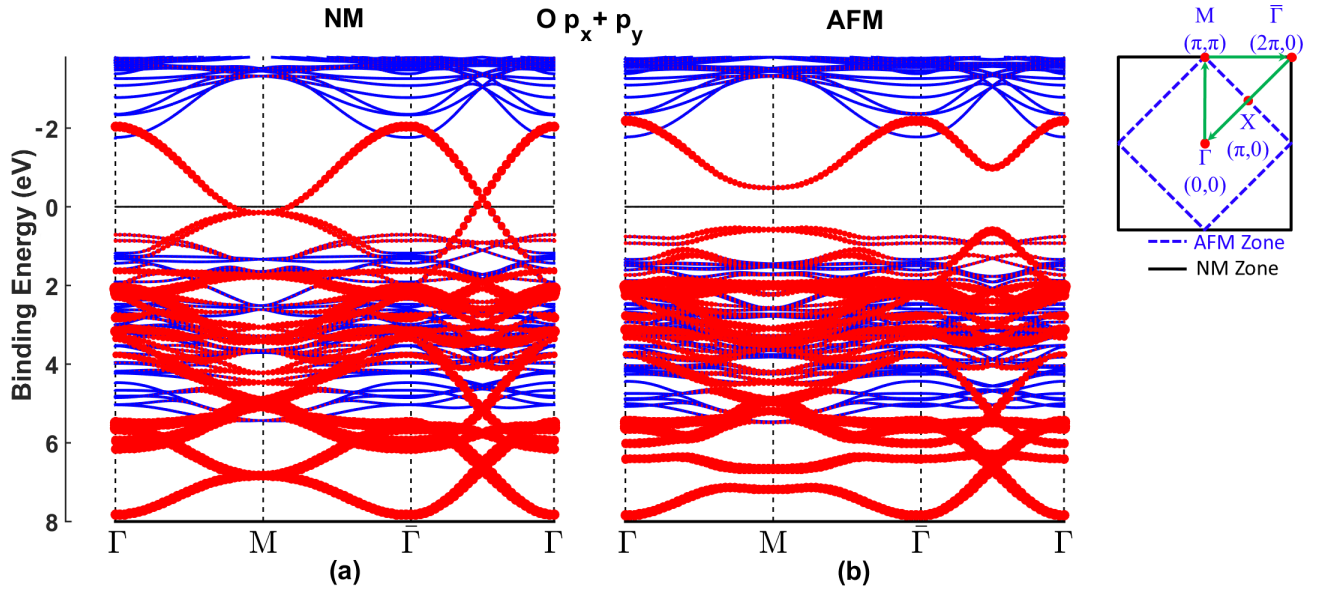 NM
O pₓ + p_y
AFM
Binding Energy (eV)
-2
0
2
4
6
8
Γ
M
Γ̄
Γ
(a)
Γ
M
Γ̄
Γ
(b)
M
Γ̄
(π,π)
(2π,0)
X
Γ
(π,0)
(0,0)
AFM Zone
NM Zone